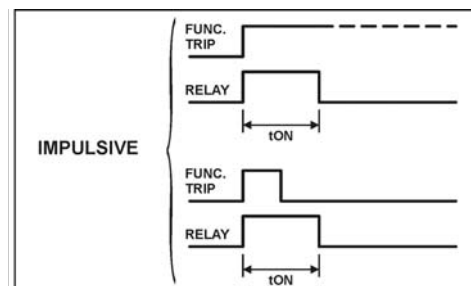 FUNC.
TRIP
RELAY
tON
IMPULSIVE
FUNC.
TRIP
RELAY
tON